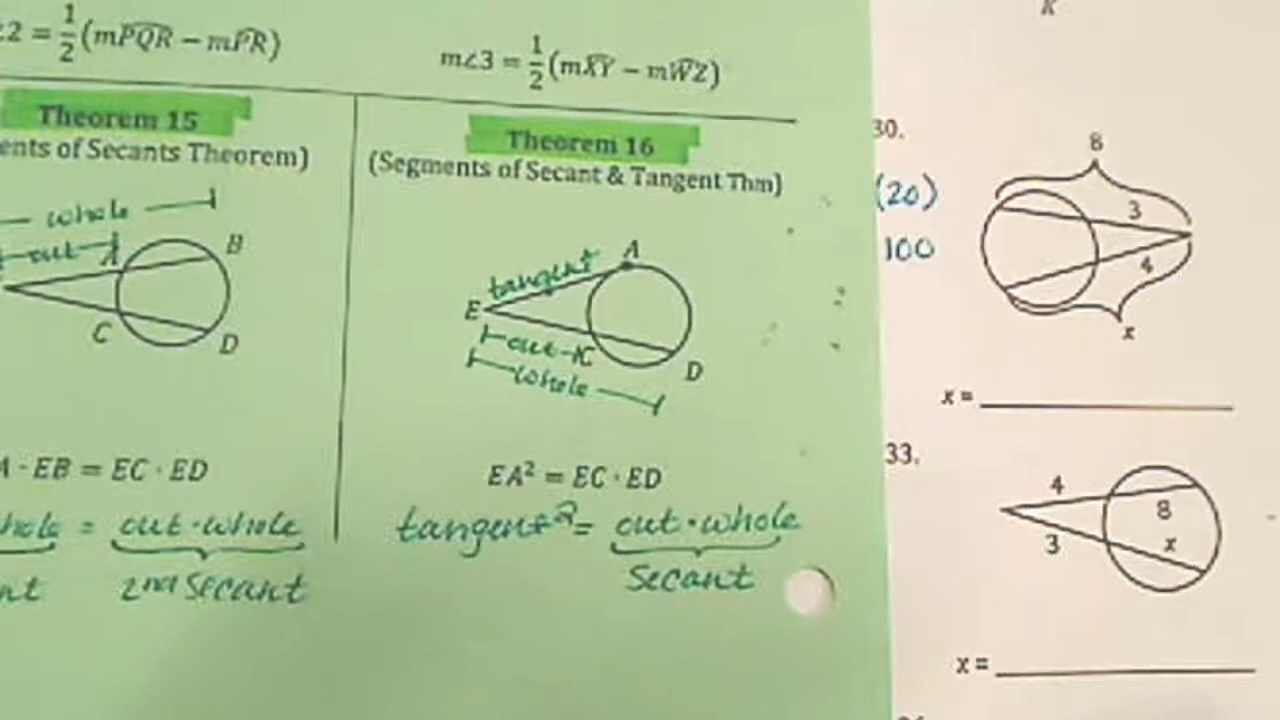 ∠2 = 1/2 (mPQR − mPR)
m∠3 = 1/2 (mXY − mWZ)
Theorem 15
ents of Secants Theorem)
whole
out
A
B
C
D
A · EB = EC · ED
whole = out · whole
2nd secant
Theorem 16
(Segments of Secant & Tangent Thm)
tangent
A
E
out
C
whole
D
EA² = EC · ED
tangent² = out · whole
secant
30.
(20)
100
8
3
4
x
x =
33.
4
8
3
x
x =